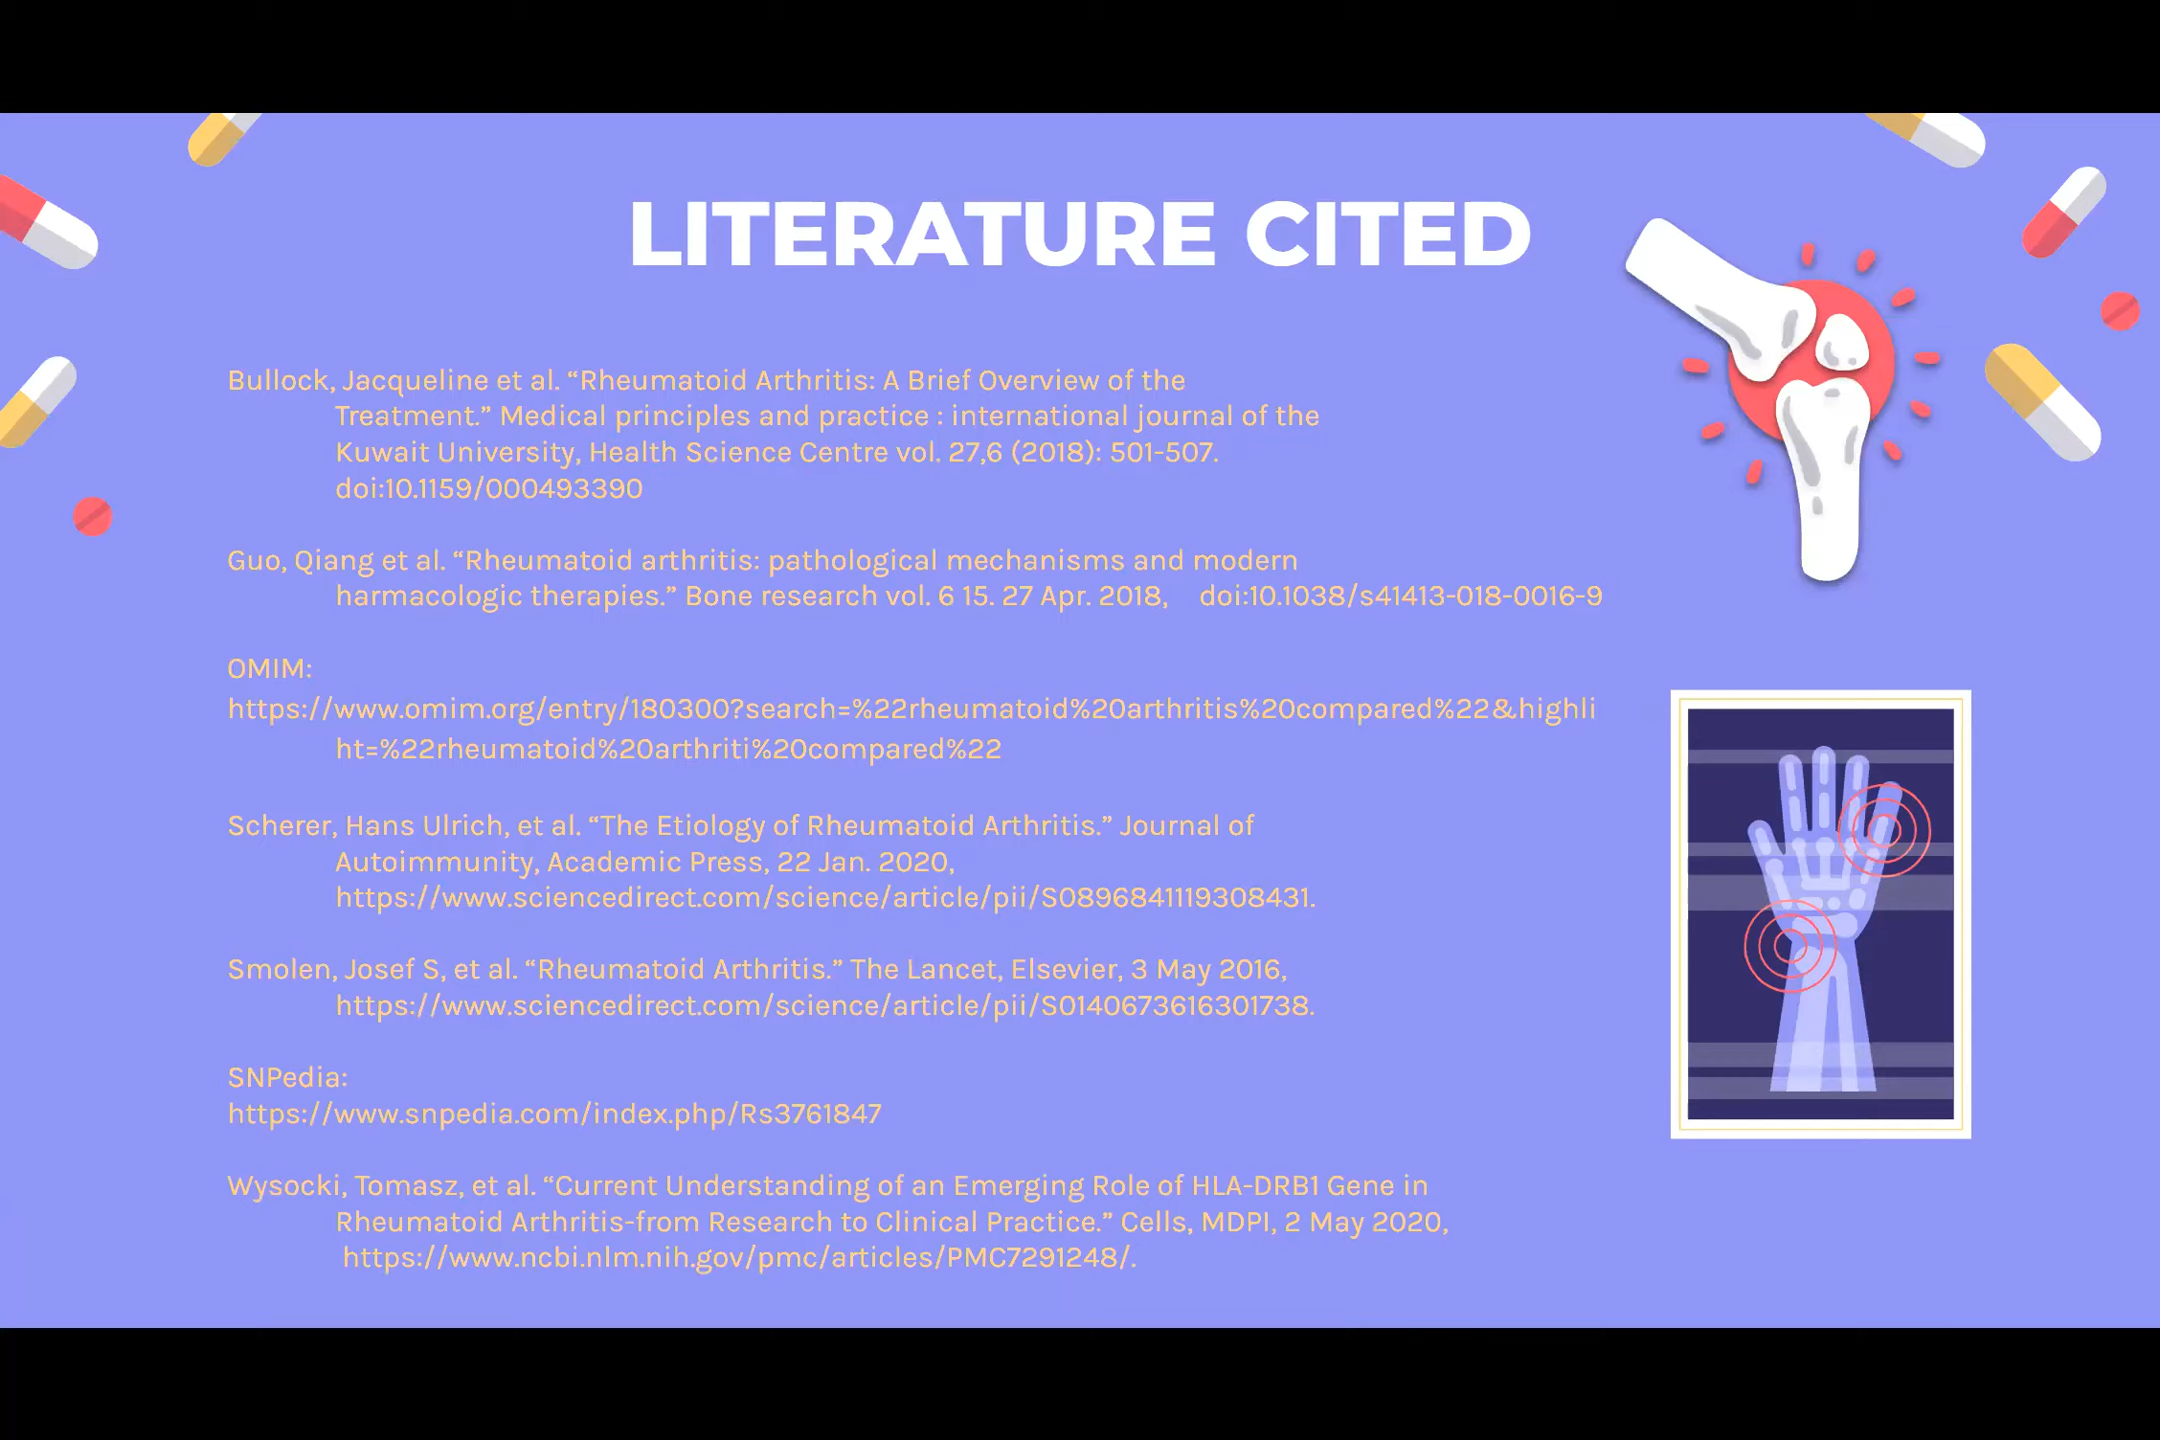 LITERATURE CITED
Bullock, Jacqueline et al. “Rheumatoid Arthritis: A Brief Overview of the
Treatment.” Medical principles and practice : international journal of the
Kuwait University, Health Science Centre vol. 27,6 (2018): 501-507.
doi:10.1159/000493390
Guo, Qiang et al. “Rheumatoid arthritis: pathological mechanisms and modern
harmacologic therapies.” Bone research vol. 6 15. 27 Apr. 2018, doi:10.1038/s41413-018-0016-9
OMIM:
https://www.omim.org/entry/180300?search=%22rheumatoid%20arthritis%20compared%22&highli
ht=%22rheumatoid%20arthriti%20compared%22
Scherer, Hans Ulrich, et al. “The Etiology of Rheumatoid Arthritis.” Journal of
Autoimmunity, Academic Press, 22 Jan. 2020,
https://www.sciencedirect.com/science/article/pii/S0896841119308431.
Smolen, Josef S, et al. “Rheumatoid Arthritis.” The Lancet, Elsevier, 3 May 2016,
https://www.sciencedirect.com/science/article/pii/S0140673616301738.
SNPedia:
https://www.snpedia.com/index.php/Rs3761847
Wysocki, Tomasz, et al. “Current Understanding of an Emerging Role of HLA-DRB1 Gene in
Rheumatoid Arthritis-from Research to Clinical Practice.” Cells, MDPI, 2 May 2020,
https://www.ncbi.nlm.nih.gov/pmc/articles/PMC7291248/.